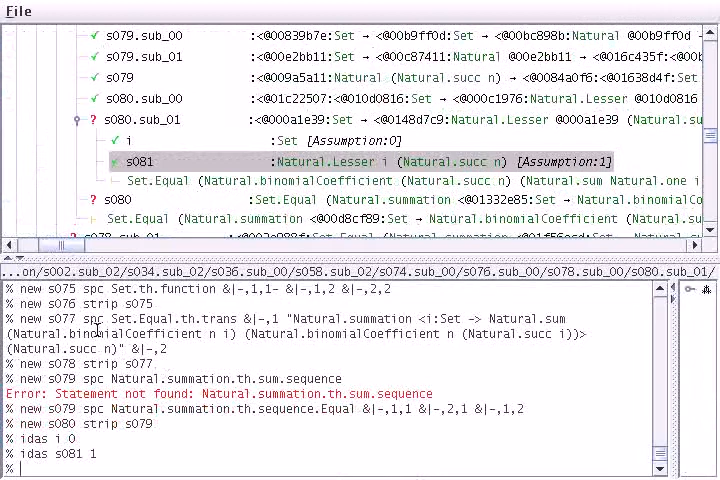 File
s079.sub_00 :<@00839b7e:Set → <@00b9ff0d:Set → <@00bc898b:Natural @00b9ff0d →
s079.sub_01 :<@00e2bb11:Set → <@00c87411:Natural @00e2bb11 → <@016c435f:<@00b
s079 :<@009a5a11:Natural (Natural.succ n) → <@0084a0f6:<@01638d4f:Set
s080.sub_00 :<@01c22507:<@010d0816:Set → <@000c1976:Natural.Lesser @010d0816
s080.sub_01 :<@000a1e39:Set → <@0148d7c9:Natural.Lesser @000a1e39 (Natural.su
i :Set [Assumption:0]
s081 :Natural.Lesser i (Natural.succ n) [Assumption:1]
Set.Equal (Natural.binomialCoefficient (Natural.succ n) (Natural.sum Natural.one i
s080 :Set.Equal (Natural.summation <@01332e85:Set → Natural.binomialCo
Set.Equal (Natural.summation <@00d8cf89:Set → Natural.binomialCoefficient (Natural.s
...on/s002.sub_02/s034.sub_02/s036.sub_00/s058.sub_02/s074.sub_00/s076.sub_00/s078.sub_00/s080.sub_01/
% new s075 spc Set.th.function &|-,1,1- &|-,1,2 &|-,2,2
% new s076 strip s075
% new s077 spc Set.Equal.th.trans &|-,1 "Natural.summation <i:Set -> Natural.sum
(Natural.binomialCoefficient n i) (Natural.binomialCoefficient n (Natural.succ i))>
(Natural.succ n)" &|-,2
% new s078 strip s077
% new s079 spc Natural.summation.th.sum.sequence
Error: Statement not found: Natural.summation.th.sum.sequence
% new s079 spc Natural.summation.th.sequence.Equal &|-,1,1 &|-,2,1 &|-,1,2
% new s080 strip s079
% idas i 0
% idas s081 1
%